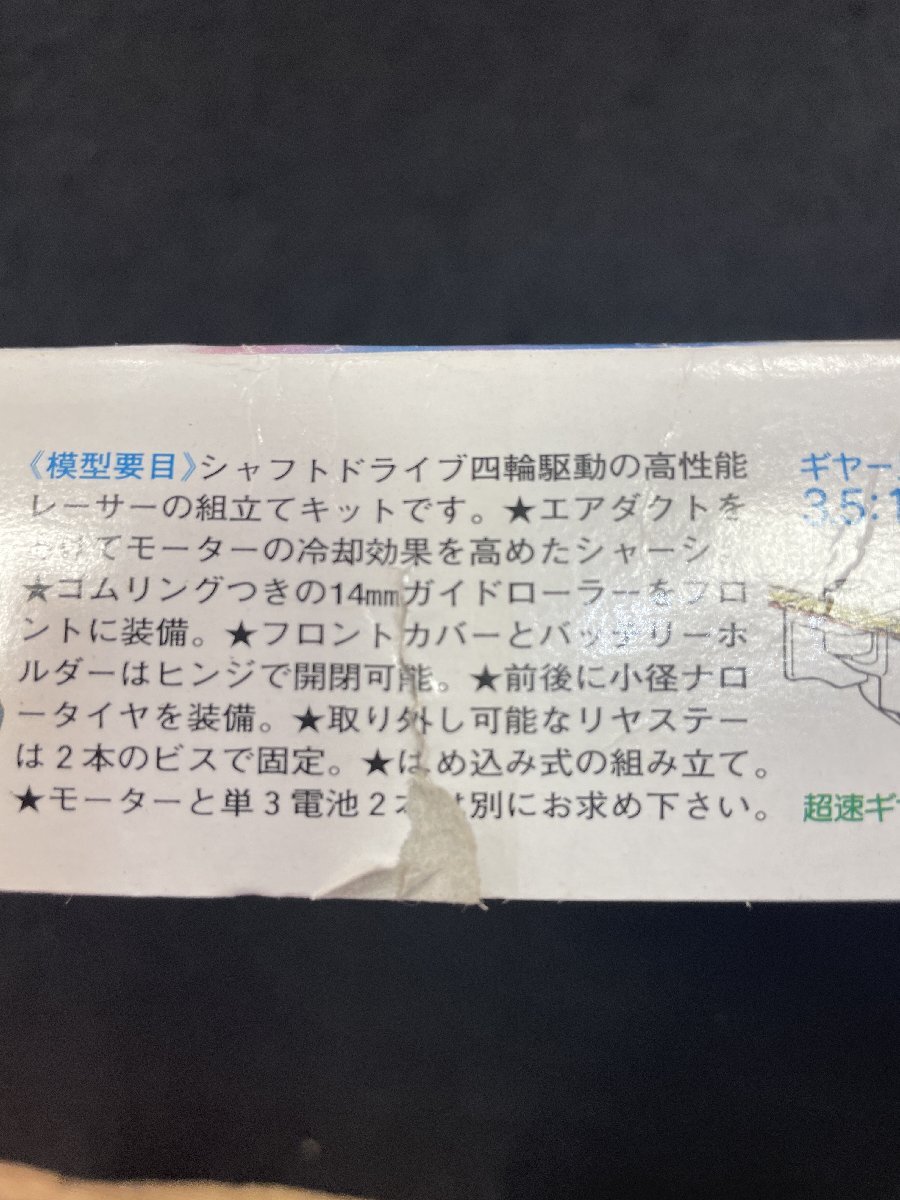 《模型要目》シャフトドライブ四輪駆動の高性能
レーサーの組立てキットです。★エアダクトを
てモーターの冷却効果を高めたシャーシ
★ゴムリングつきの14mmガイドローラーをフロ
ントに装備。★フロントカバーとバッテリーホ
ルダーはヒンジで開閉可能。★前後に小径ナロ
ータイヤを装備。★取り外し可能なリヤステー
は2本のビスで固定。★はめ込み式の組み立て。
★モーターと単3電池2 別にお求め下さい。
ギヤー
3.5:1
超速ギ